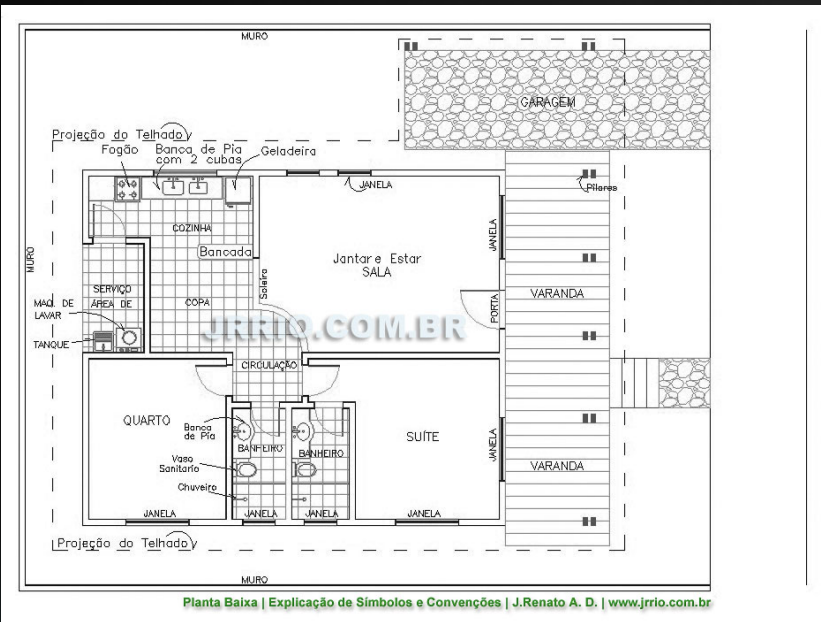 MURO
GARAGEM
Projeção do Telhado
Fogão
Banca de Pia
com 2 cubas
Geladeira
JANELA
Pilares
COZINHA
Bancada
JANELA
Jantar e Estar
SALA
MURO
SERVIÇO
ÁREA DE
MAQ. DE
LAVAR
COPA
Soleira
PORTA
VARANDA
TANQUE
JRRIO.COM.BR
CIRCULAÇÃO
QUARTO
Banca
de Pia
BANHEIRO
BANHEIRO
SUÍTE
JANELA
VARANDA
Vaso
Sanitario
Chuveiro
JANELA
JANELA
JANELA
JANELA
Projeção do Telhado
MURO
Planta Baixa | Explicação de Símbolos e Convenções | J.Renato A. D. | www.jrrio.com.br